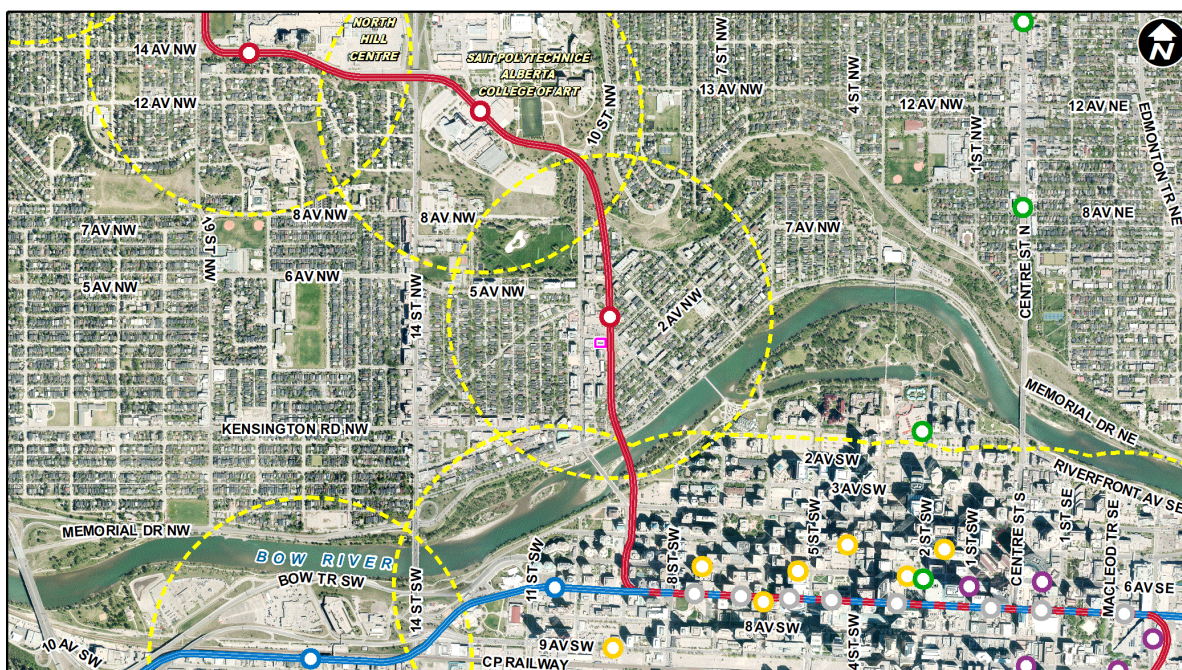 NORTH
HILL
CENTRE
14 AV NW
SAIT POLYTECHNICE
ALBERTA
COLLEGE OF ART
7 ST NW
4 ST NW
N
13 AV NW
12 AV NW
12 AV NW
12 AV NE
10 ST NW
1 ST NW
EDMONTON TR NE
8 AV NW
8 AV NW
8 AV NE
7 AV NW
7 AV NW
19 ST NW
CENTRE ST N
6 AV NW
5 AV NW
5 AV NW
14 ST NW
2 AV NW
MEMORIAL DR NE
KENSINGTON RD NW
2 AV SW
RIVERFRONT AV SE
3 AV SW
MEMORIAL DR NW
BOW RIVER
5 ST SW
2 ST SW
1 ST SW
CENTRE ST S
1 ST SE
MACLEOD TR SE
8 ST SW
11 ST SW
BOW TR SW
14 ST SW
6 AV SE
8 AV SW
4 ST SW
10 AV SW
9 AV SW
CP RAILWAY